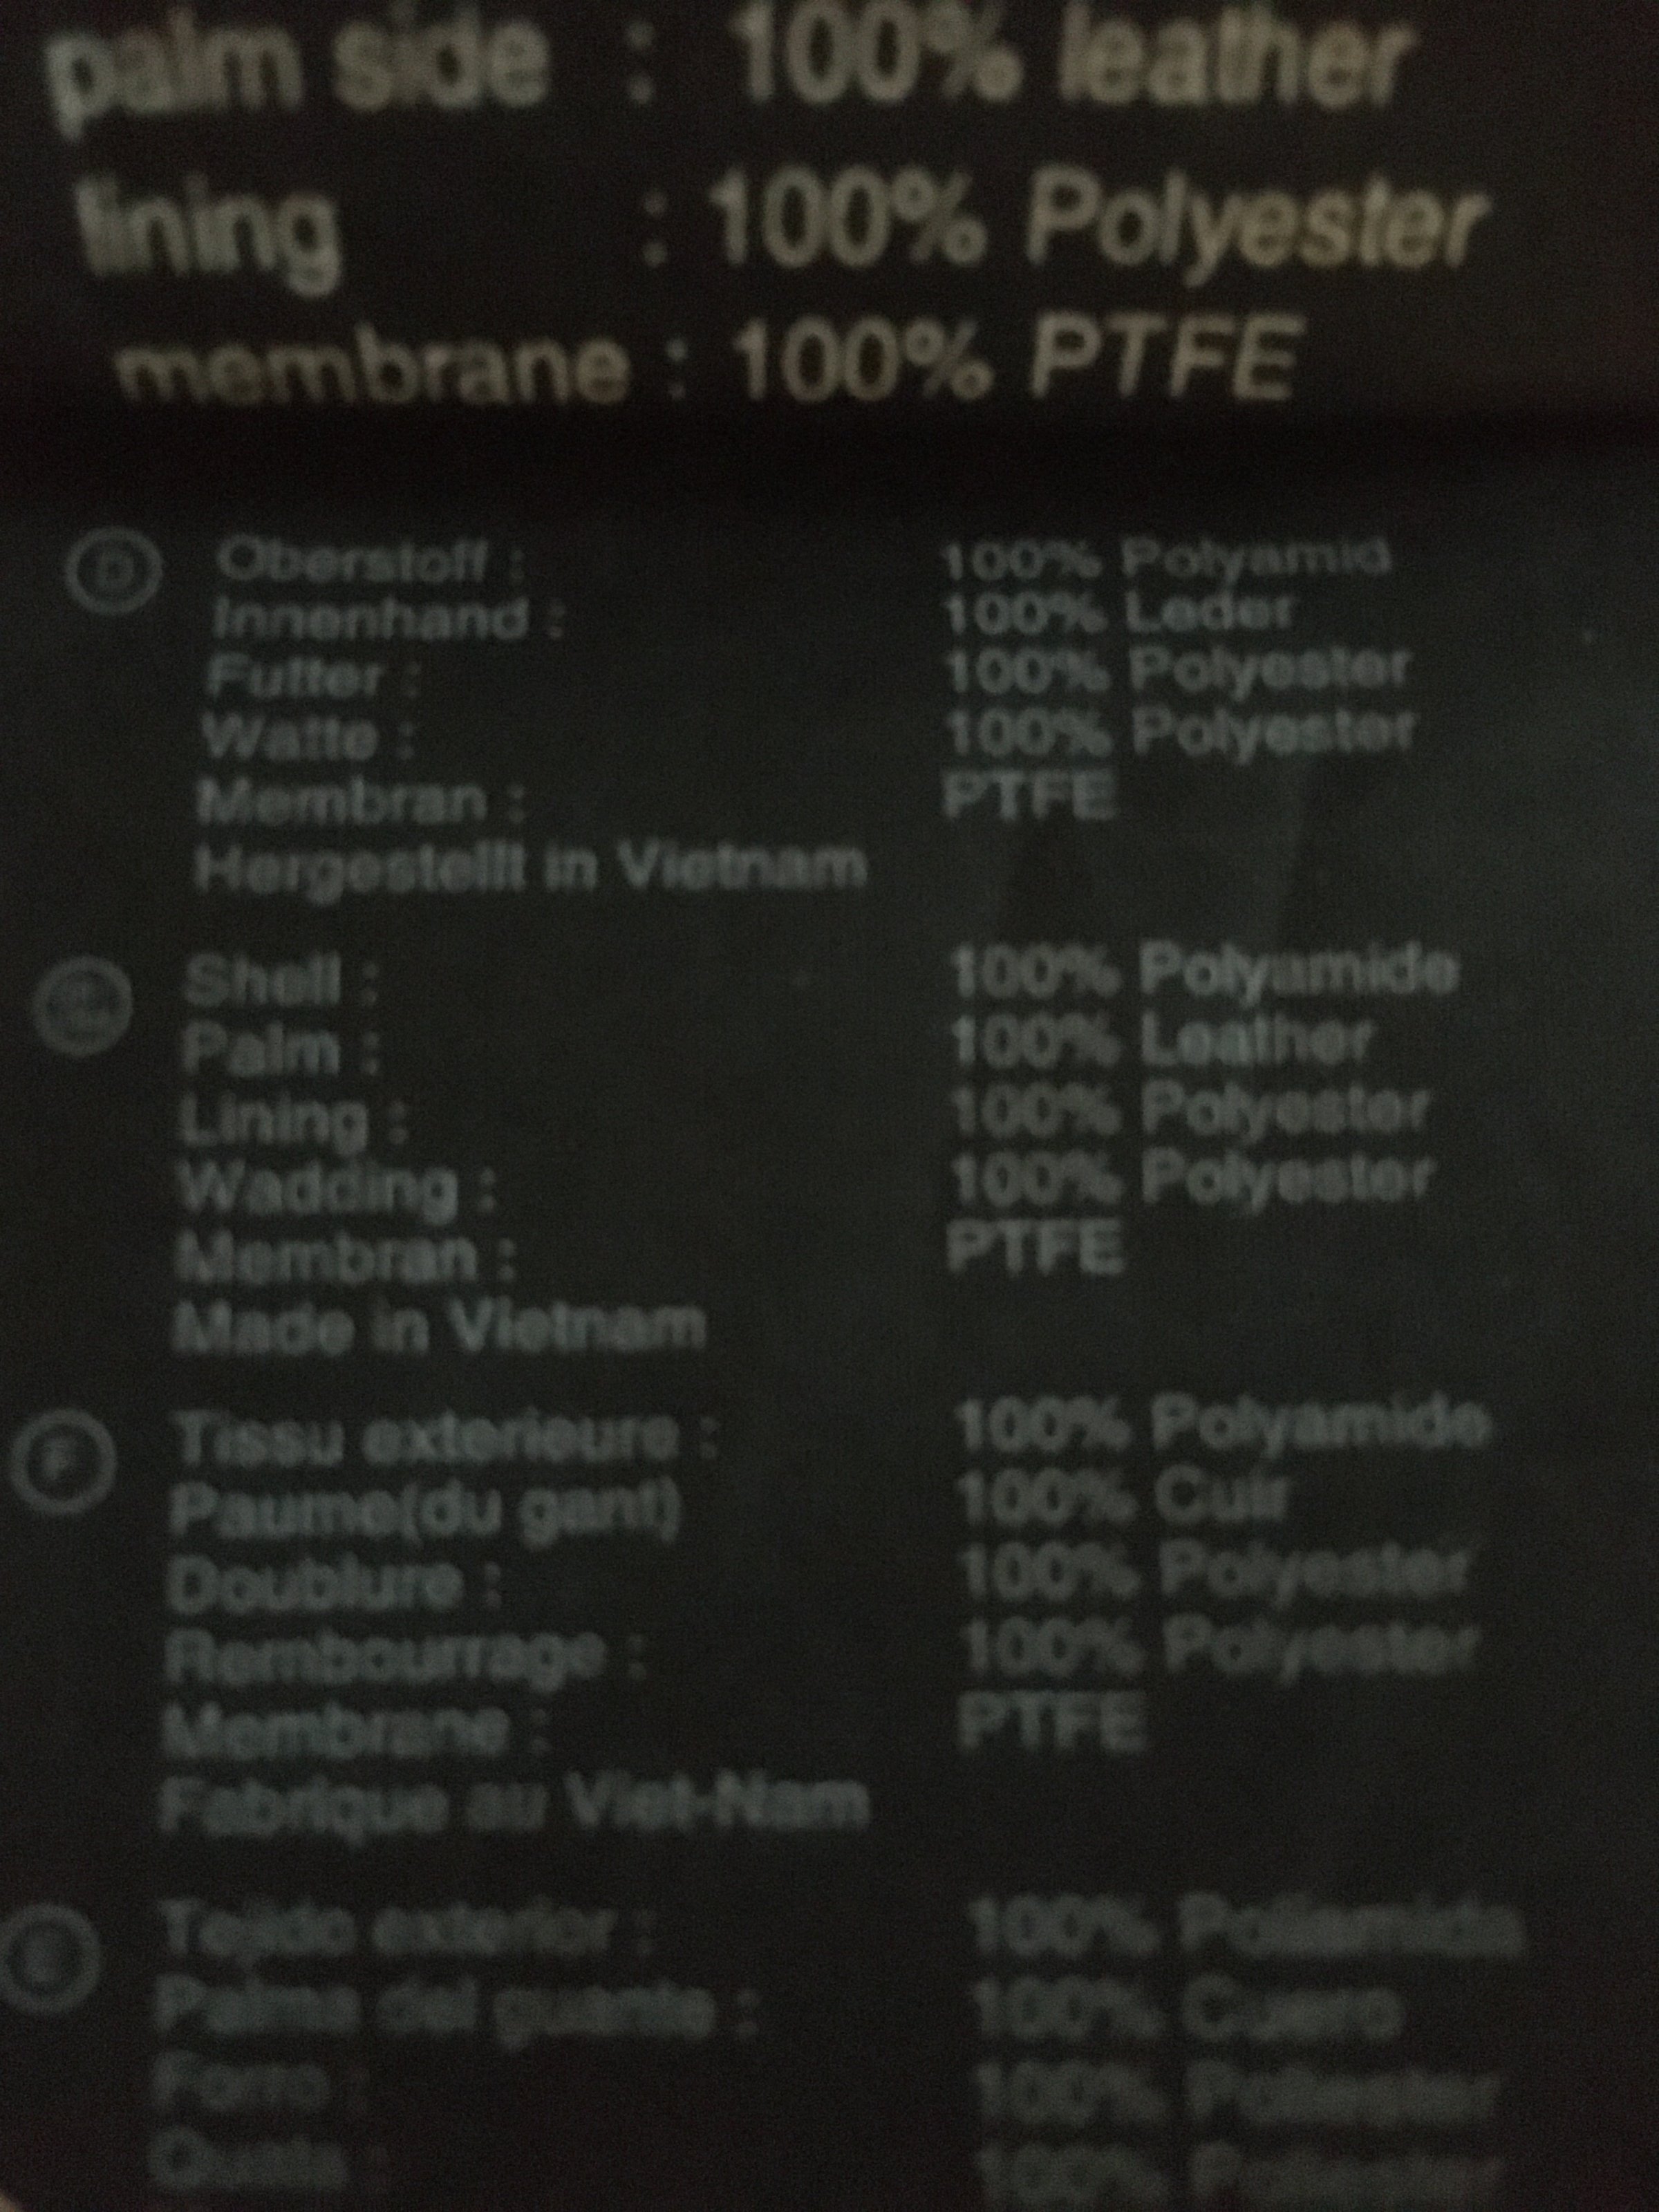 palm side : 100% leather
lining : 100% Polyester
membrane : 100% PTFE
D Oberstoff : 100% Polyamid
Innenhand : 100% Leder
Futter : 100% Polyester
Watte : 100% Polyester
Membran : PTFE
Hergestellt in Vietnam
Shell : 100% Polyamide
Palm : 100% Leather
Lining : 100% Polyester
Wadding : 100% Polyester
Membran : PTFE
Made in Vietnam
F Tissu exterieure : 100% Polyamide
Paume(du gant) 100% Cuir
Doublure : 100% Polyester
Rembourrage : 100% Polyester
Membrane : PTFE
Fabrique au Viet-Nam
Tejido exterior : 100% Poliamida
Palma del guante : 100% Cuero
Forro : 100% Poliester
100%